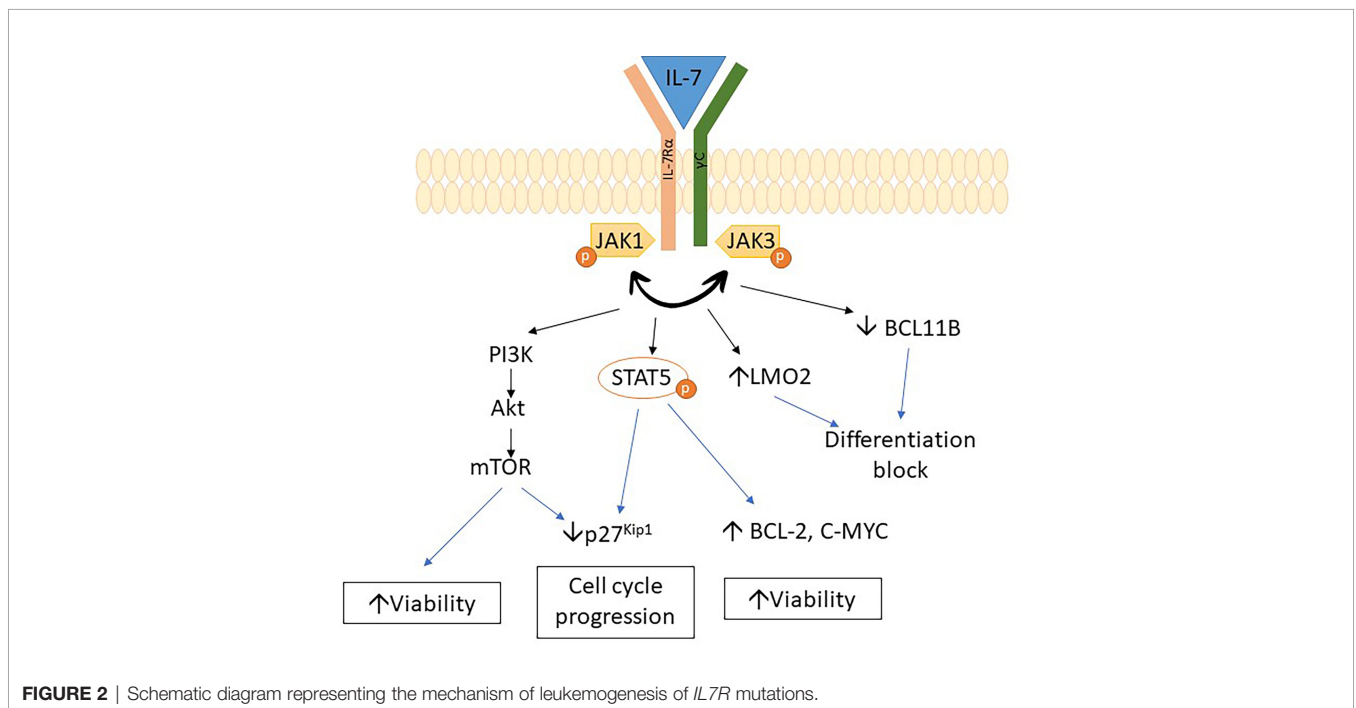 IL-7
IL-7Rα
γC
JAK1
p
JAK3
p
↓ BCL11B
PI3K
STAT5
p
↑LMO2
Akt
Differentiation
block
mTOR
↓p27Kip1
↑ BCL-2, C-MYC
↑Viability
Cell cycle
progression
↑Viability
FIGURE 2 | Schematic diagram representing the mechanism of leukemogenesis of IL7R mutations.